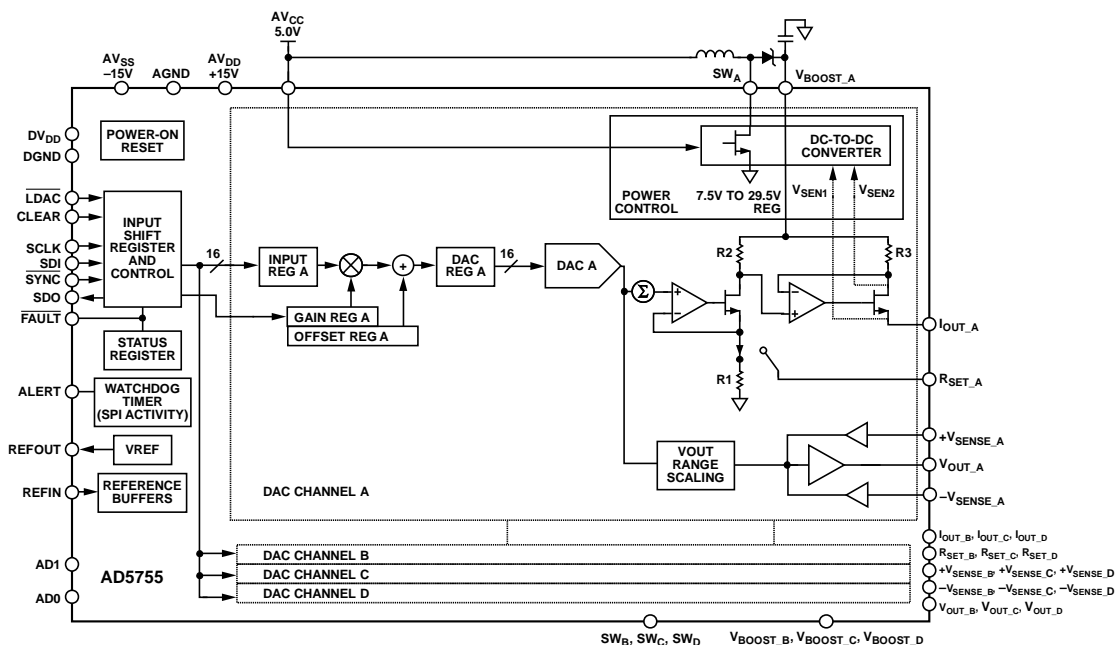 AVCC
5.0V
AVSS
–15V
AGND
AVDD
+15V
SWA
VBOOST_A
DVDD
DGND
LDAC
CLEAR
SCLK
SDI
SYNC
SDO
FAULT
ALERT
REFOUT
REFIN
AD1
AD0
POWER-ON
RESET
INPUT
SHIFT
REGISTER
AND
CONTROL
STATUS
REGISTER
WATCHDOG
TIMER
(SPI ACTIVITY)
VREF
REFERENCE
BUFFERS
AD5755
16
INPUT
REG A
GAIN REG A
OFFSET REG A
+
DAC
REG A
16
DAC A
Σ
+
–
R1
R2
–
+
R3
POWER
CONTROL
7.5V TO 29.5V
REG
DC-TO-DC
CONVERTER
VSEN1
VSEN2
VOUT
RANGE
SCALING
DAC CHANNEL A
DAC CHANNEL B
DAC CHANNEL C
DAC CHANNEL D
IOUT_A
RSET_A
+VSENSE_A
VOUT_A
–VSENSE_A
IOUT_B, IOUT_C, IOUT_D
RSET_B, RSET_C, RSET_D
+VSENSE_B, +VSENSE_C, +VSENSE_D
–VSENSE_B, –VSENSE_C, –VSENSE_D
VOUT_B, VOUT_C, VOUT_D
SWB, SWC, SWD
VBOOST_B, VBOOST_C, VBOOST_D